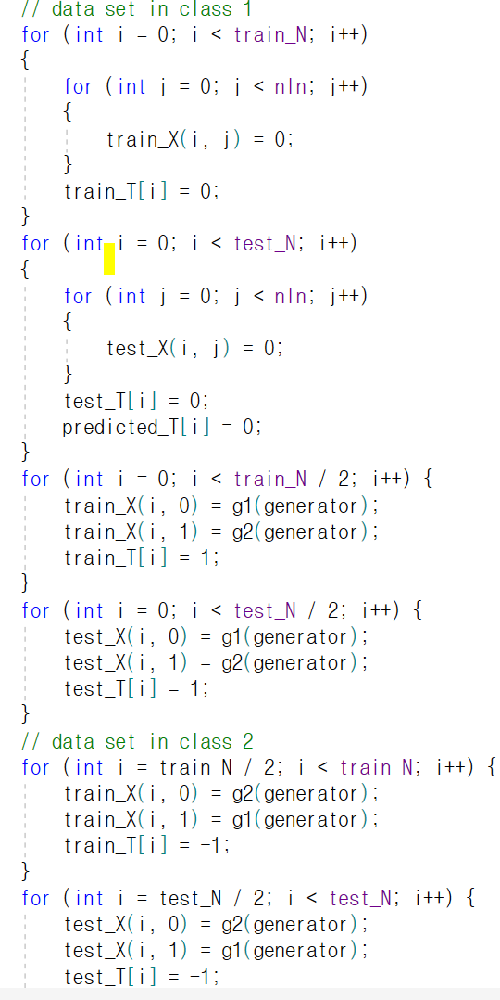 // data set in class 1
for (int i = 0; i < train_N; i++)
{
for (int j = 0; j < nIn; j++)
{
train_X(i, j) = 0;
}
train_T[i] = 0;
}
for (int i = 0; i < test_N; i++)
{
for (int j = 0; j < nIn; j++)
{
test_X(i, j) = 0;
}
test_T[i] = 0;
predicted_T[i] = 0;
}
for (int i = 0; i < train_N / 2; i++) {
train_X(i, 0) = g1(generator);
train_X(i, 1) = g2(generator);
train_T[i] = 1;
}
for (int i = 0; i < test_N / 2; i++) {
test_X(i, 0) = g1(generator);
test_X(i, 1) = g2(generator);
test_T[i] = 1;
}
// data set in class 2
for (int i = train_N / 2; i < train_N; i++) {
train_X(i, 0) = g2(generator);
train_X(i, 1) = g1(generator);
train_T[i] = -1;
}
for (int i = test_N / 2; i < test_N; i++) {
test_X(i, 0) = g2(generator);
test_X(i, 1) = g1(generator);
test_T[i] = -1;